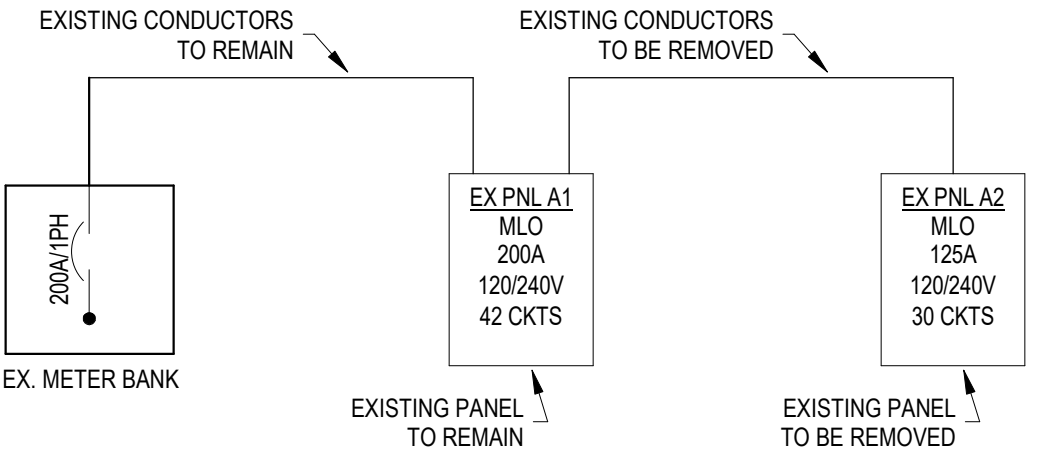 EXISTING CONDUCTORS
TO REMAIN
EXISTING CONDUCTORS
TO BE REMOVED
200A/1PH
EX. METER BANK
EX PNL A1
MLO
200A
120/240V
42 CKTS
EX PNL A2
MLO
125A
120/240V
30 CKTS
EXISTING PANEL
TO REMAIN
EXISTING PANEL
TO BE REMOVED